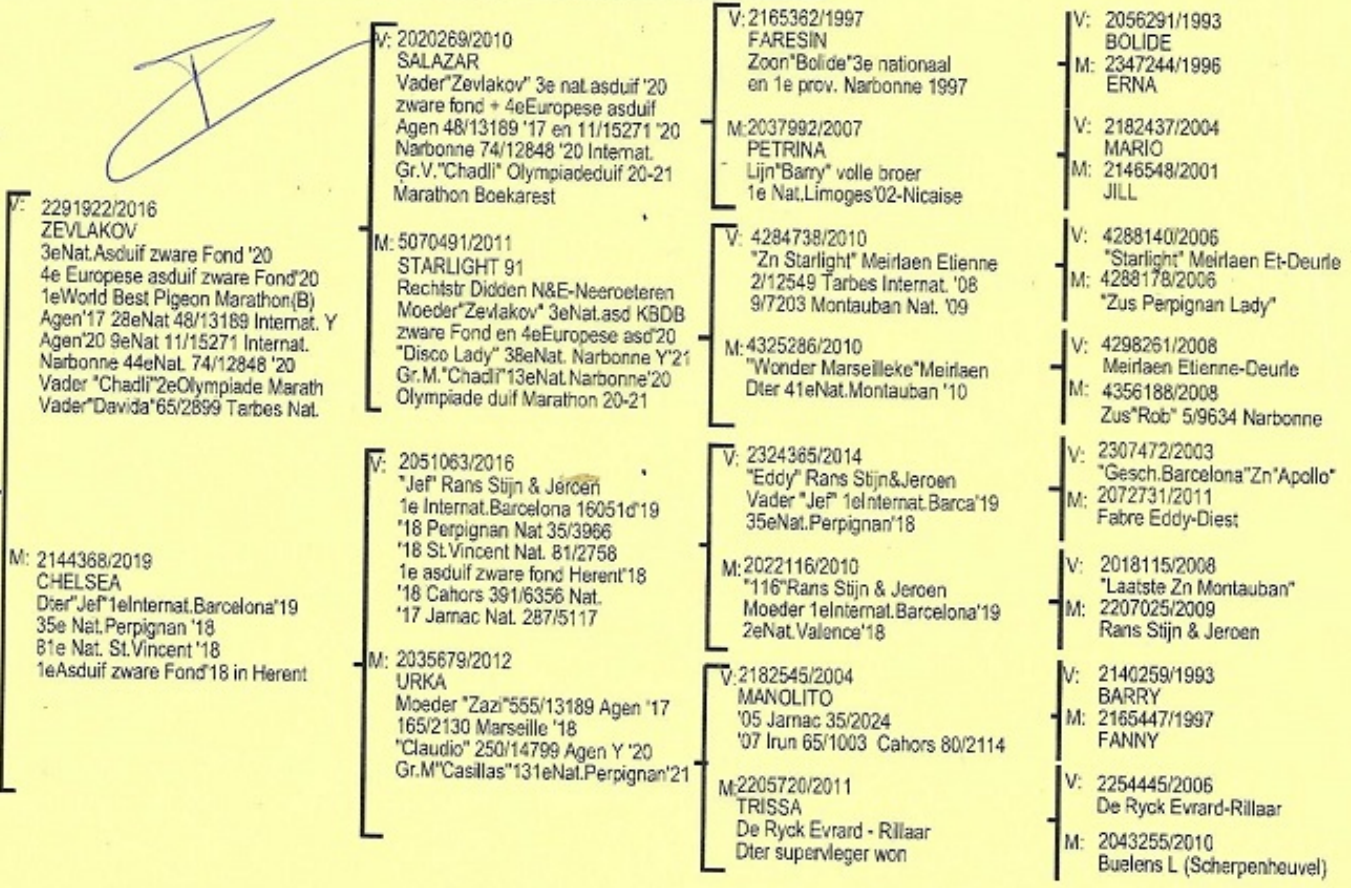 V: 2291922/2016
ZEVLAKOV
3eNat.Asduif zware Fond '20
4e Europese asduif zware Fond'20
1eWorld Best Pigeon Marathon(B)
Agen'17 28eNat 48/13189 Internat. Y
Agen'20 9eNat 11/15271 Internat.
Narbonne 44eNat. 74/12848 '20
Vader "Chadli"2eOlympiade Marath
Vader"Davida"65/2899 Tarbes Nat.
M: 2144368/2019
CHELSEA
Dter"Jef"1eInternat.Barcelona'19
35e Nat.Perpignan '18
81e Nat. St.Vincent '18
1eAsduif zware Fond'18 in Herent
V: 2020269/2010
SALAZAR
Vader"Zevlakov" 3e nat.asduif '20
zware fond + 4eEuropese asduif
Agen 48/13189 '17 en 11/15271 '20
Narbonne 74/12848 '20 Internat.
Gr.V."Chadli" Olympiadeduif 20-21
Marathon Boekarest
M: 5070491/2011
STARLIGHT 91
Rechtstr Didden N&E-Neeroeteren
Moeder"Zevlakov" 3eNat.asd KBDB
zware Fond en 4eEuropese asd'20
"Disco Lady" 38eNat. Narbonne Y'21
Gr.M."Chadli"13eNat.Narbonne'20
Olympiade duif Marathon 20-21
V: 2051063/2016
"Jef" Rans Stijn & Jeroen
1e Internat.Barcelona 16051d'19
'18 Perpignan Nat 35/3966
'18 St.Vincent Nat. 81/2758
1e asduif zware fond Herent'18
'18 Cahors 391/6356 Nat.
'17 Jarnac Nat. 287/5117
M: 2035679/2012
URKA
Moeder "Zazi"555/13189 Agen '17
165/2130 Marseille '18
"Claudio" 250/14799 Agen Y '20
Gr.M"Casillas"131eNat.Perpignan'21
V: 2165362/1997
FARESIN
Zoon"Bolide"3e nationaal
en 1e prov. Narbonne 1997
M: 2037992/2007
PETRINA
Lijn"Barry" volle broer
1e Nat.Limoges'02-Nicaise
V: 4284738/2010
"Zn Starlight" Meirlaen Etienne
2/12549 Tarbes Internat. '08
9/7203 Montauban Nat. '09
M: 4325286/2010
"Wonder Marseilleke"Meirlaen
Dter 41eNat.Montauban '10
V: 2324365/2014
"Eddy" Rans Stijn&Jeroen
Vader "Jef" 1eInternat.Barca'19
35eNat.Perpignan'18
M: 2022116/2010
"116"Rans Stijn & Jeroen
Moeder 1eInternat.Barcelona'19
2eNat.Valence'18
V: 2182545/2004
MANOLITO
'05 Jarnac 35/2024
'07 Irun 65/1003 Cahors 80/2114
M: 2205720/2011
TRISSA
De Ryck Evrard - Rillaar
Dter supervleger won
V: 2056291/1993
BOLIDE
M: 2347244/1996
ERNA
V: 2182437/2004
MARIO
M: 2146548/2001
JILL
V: 4288140/2006
"Starlight" Meirlaen Et-Deurle
M: 4288178/2006
"Zus Perpignan Lady"
V: 4298261/2008
Meirlaen Etienne-Deurle
M: 4356188/2008
Zus"Rob" 5/9634 Narbonne
V: 2307472/2003
"Gesch.Barcelona"Zn"Apollo"
M: 2072731/2011
Fabre Eddy-Diest
V: 2018115/2008
"Laatste Zn Montauban"
M: 2207025/2009
Rans Stijn & Jeroen
V: 2140259/1993
BARRY
M: 2165447/1997
FANNY
V: 2254445/2006
De Ryck Evrard-Rillaar
M: 2043255/2010
Buelens L (Scherpenheuvel)